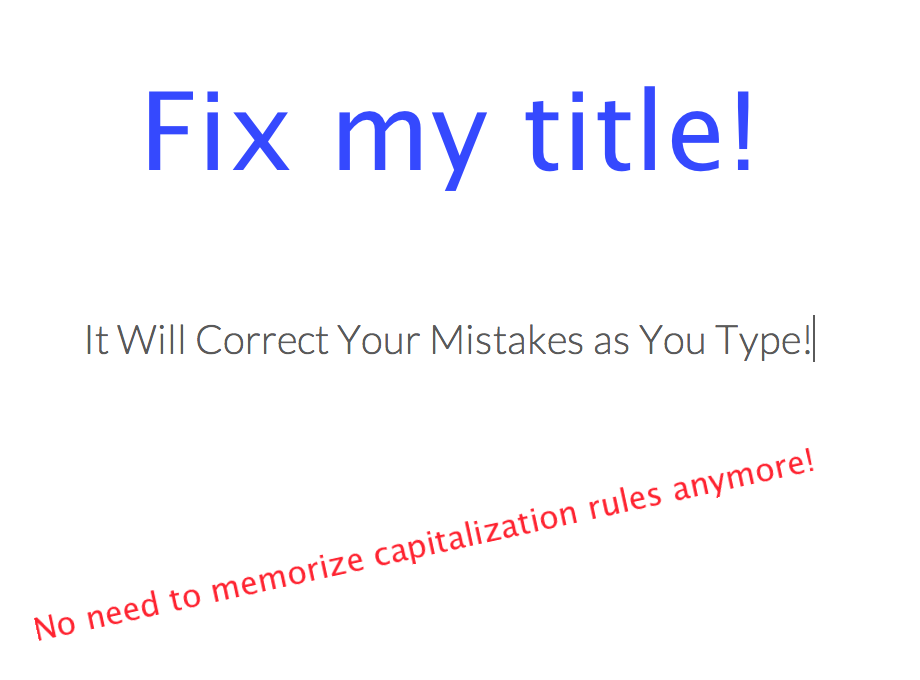 Fix my title!
It Will Correct Your Mistakes as You Type!
No need to memorize capitalization rules anymore!